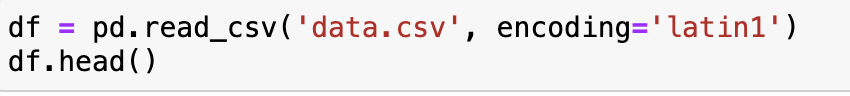 df = pd.read_csv('data.csv', encoding='latin1')
df.head()